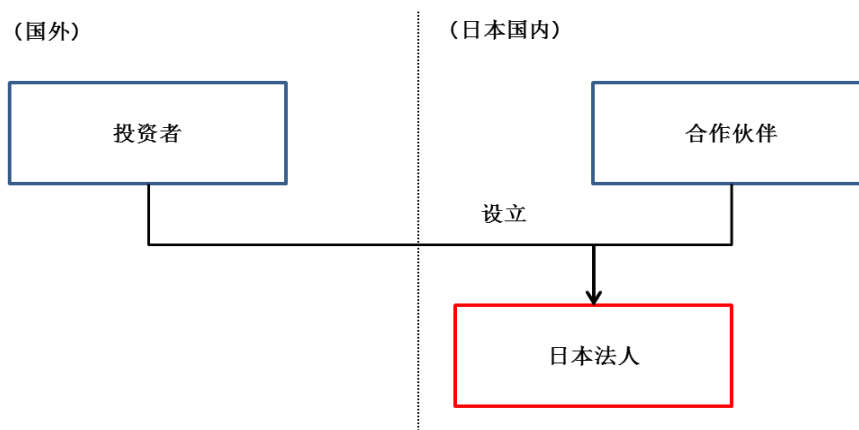 （国外）
（日本国内）
投资者
合作伙伴
设立
日本法人